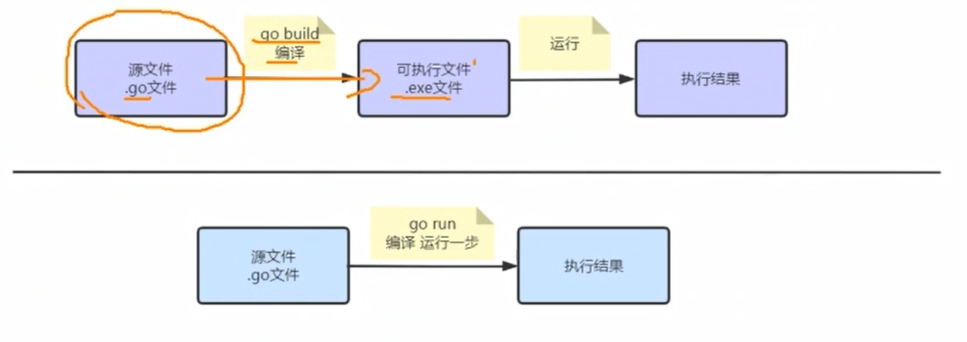 go build
编译
运行
源文件
.go文件
可执行文件
.exe文件
执行结果
go run
编译 运行一步
源文件
.go文件
执行结果